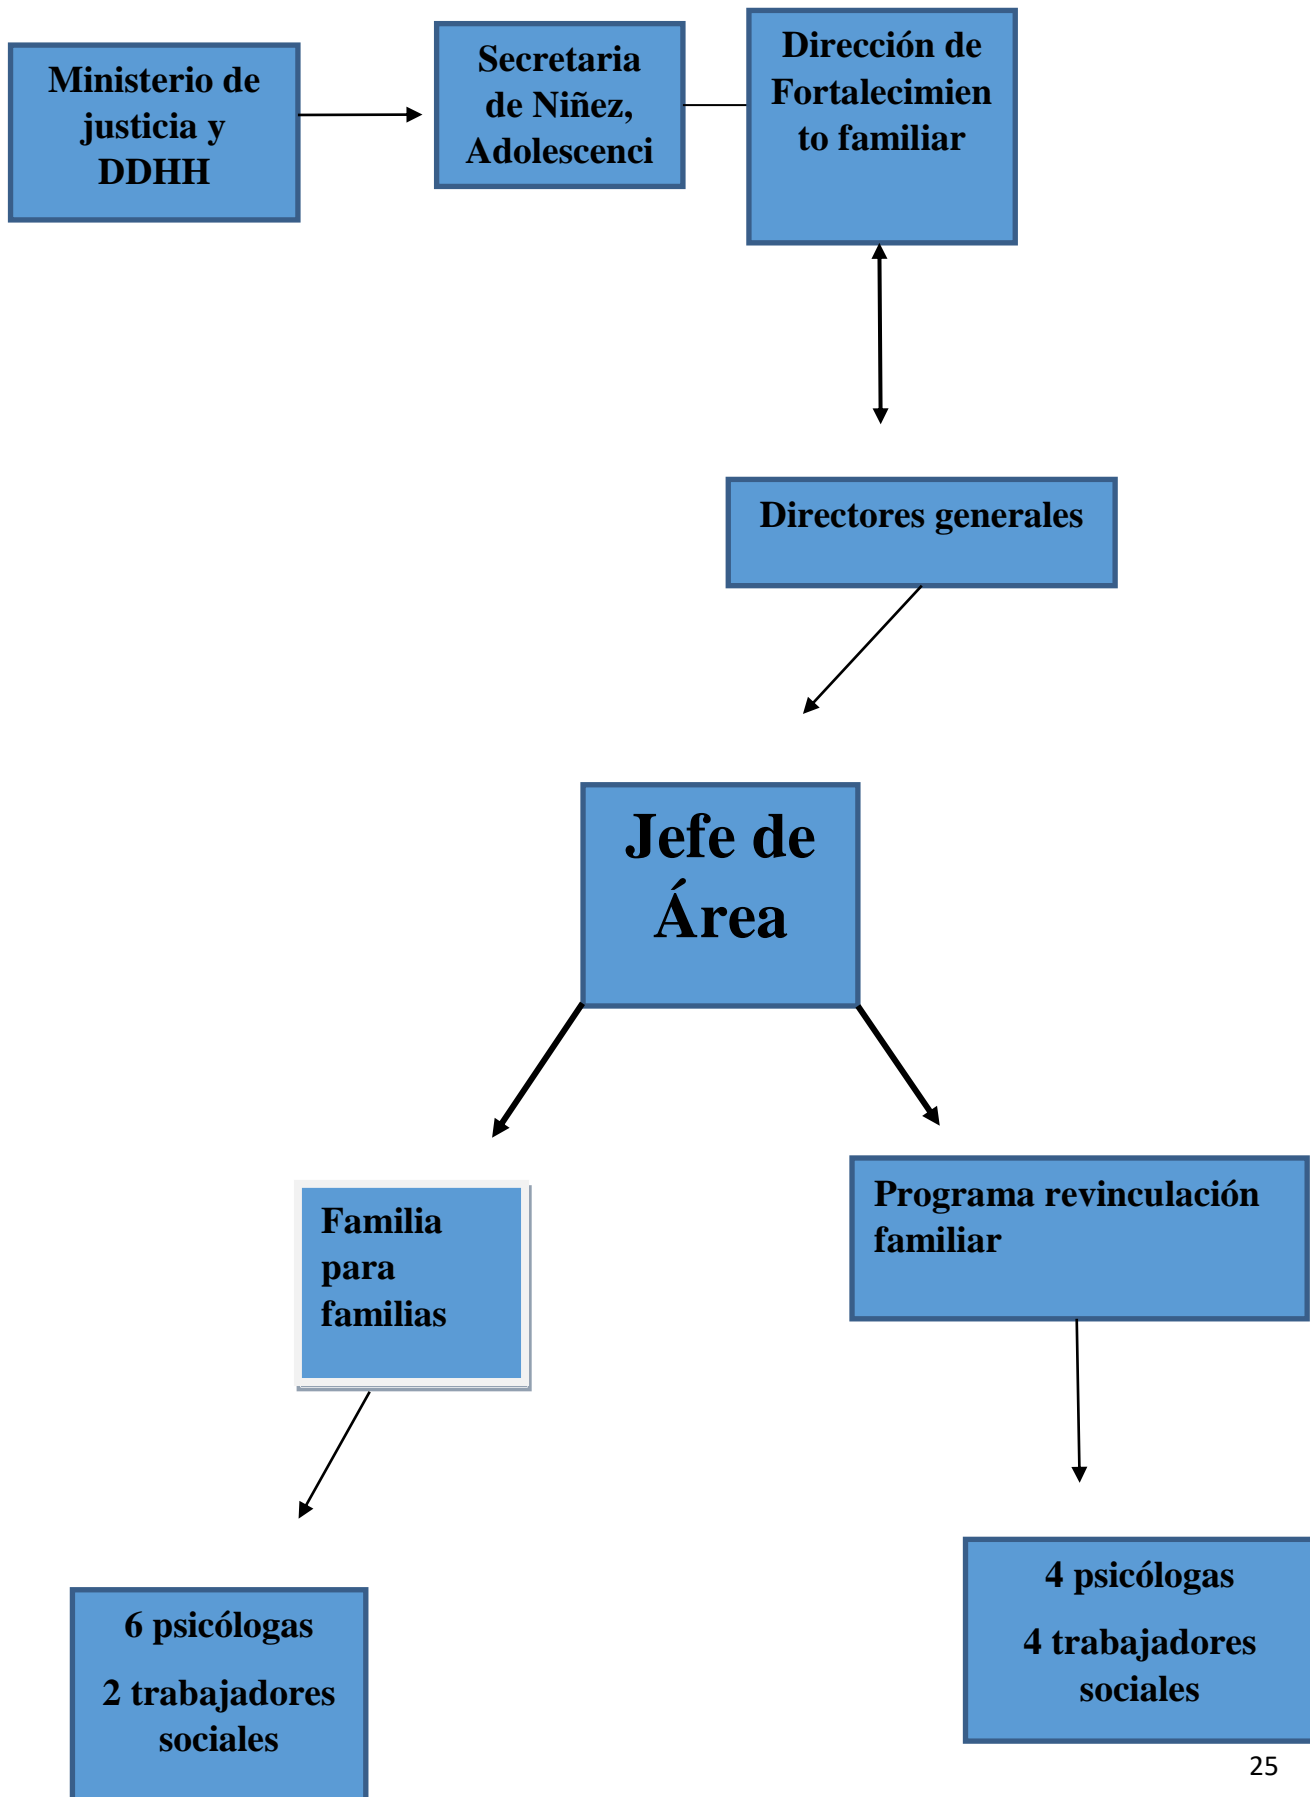 Ministerio de
justicia y
DDHH
Secretaria
de Niñez,
Adolescenci
Dirección de
Fortalecimien
to familiar
Directores generales
Jefe de
Área
Familia
para
familias
Programa revinculación
familiar
6 psicólogas
2 trabajadores
sociales
4 psicólogas
4 trabajadores
sociales
25